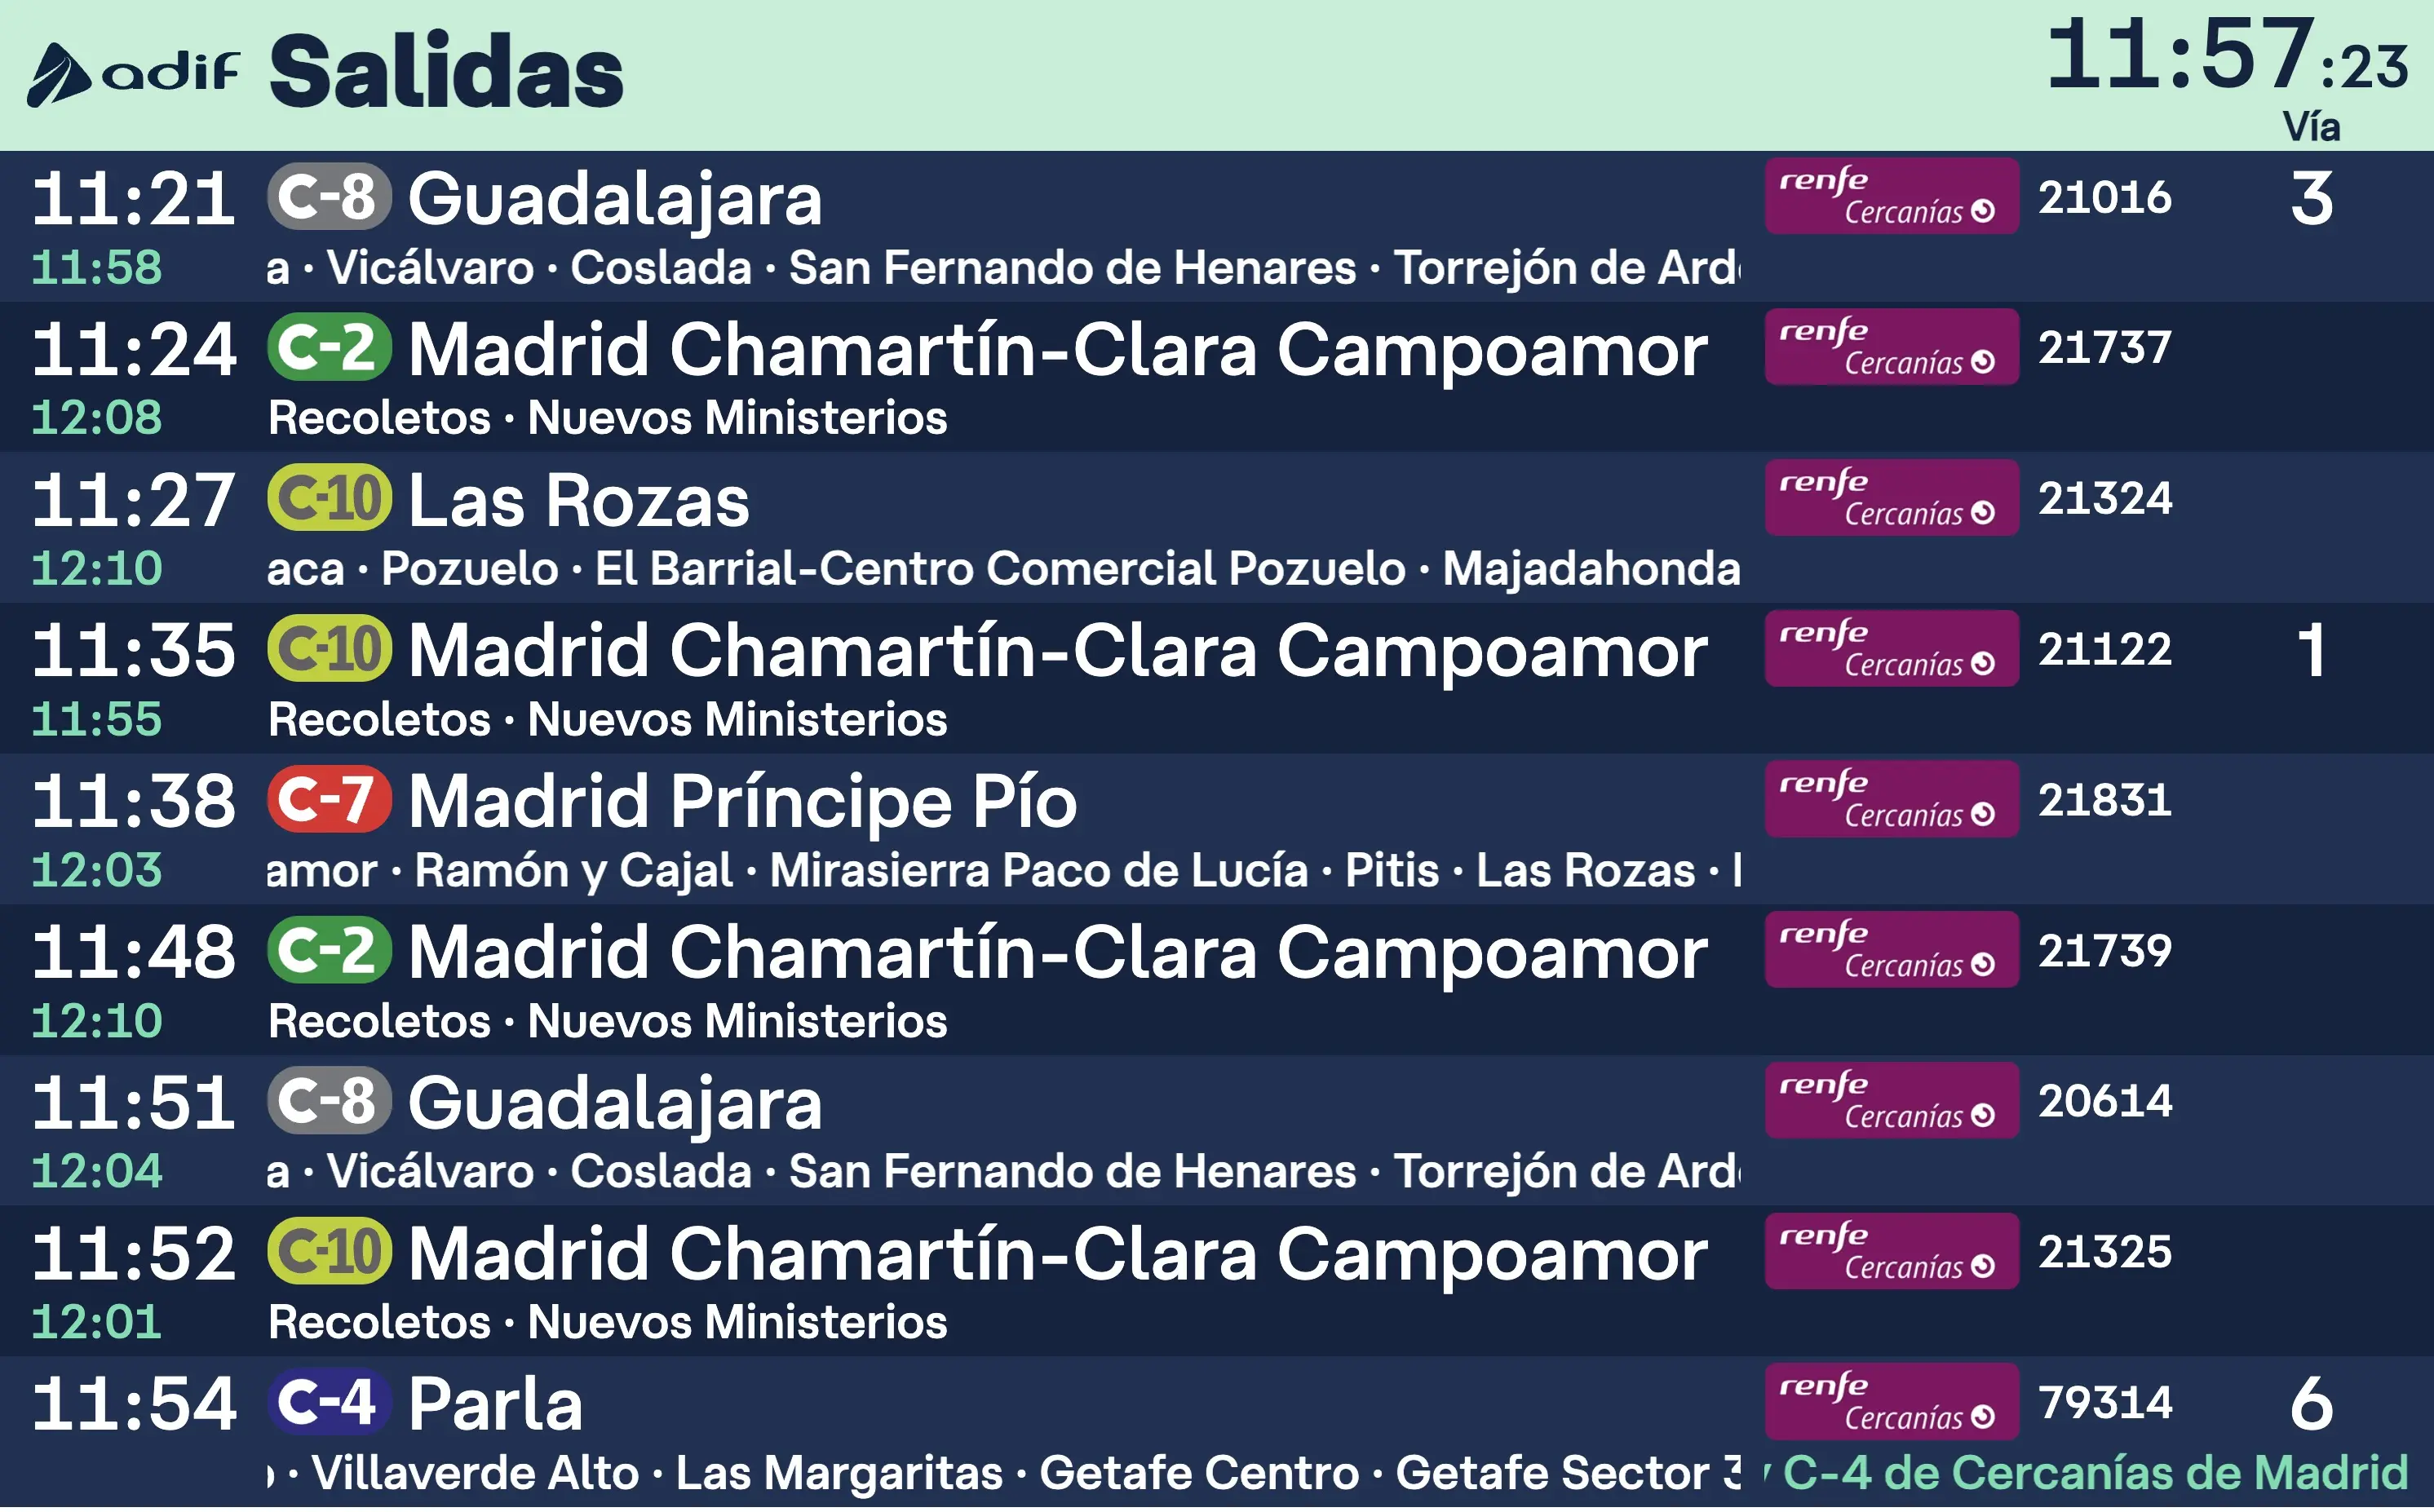 adif Salidas 11:57:23
Vía
11:21 C-8 Guadalajara renfe Cercanías 21016 3
11:58 a · Vicálvaro · Coslada · San Fernando de Henares · Torrejón de Ard
11:24 C-2 Madrid Chamartín-Clara Campoamor renfe Cercanías 21737
12:08 Recoletos · Nuevos Ministerios
11:27 C-10 Las Rozas renfe Cercanías 21324
12:10 aca · Pozuelo · El Barrial-Centro Comercial Pozuelo · Majadahonda
11:35 C-10 Madrid Chamartín-Clara Campoamor renfe Cercanías 21122 1
11:55 Recoletos · Nuevos Ministerios
11:38 C-7 Madrid Príncipe Pío renfe Cercanías 21831
12:03 amor · Ramón y Cajal · Mirasierra Paco de Lucía · Pitis · Las Rozas ·
11:48 C-2 Madrid Chamartín-Clara Campoamor renfe Cercanías 21739
12:10 Recoletos · Nuevos Ministerios
11:51 C-8 Guadalajara renfe Cercanías 20614
12:04 a · Vicálvaro · Coslada · San Fernando de Henares · Torrejón de Ard
11:52 C-10 Madrid Chamartín-Clara Campoamor renfe Cercanías 21325
12:01 Recoletos · Nuevos Ministerios
11:54 C-4 Parla renfe Cercanías 79314 6
· Villaverde Alto · Las Margaritas · Getafe Centro · Getafe Sector 3 C-4 de Cercanías de Madrid